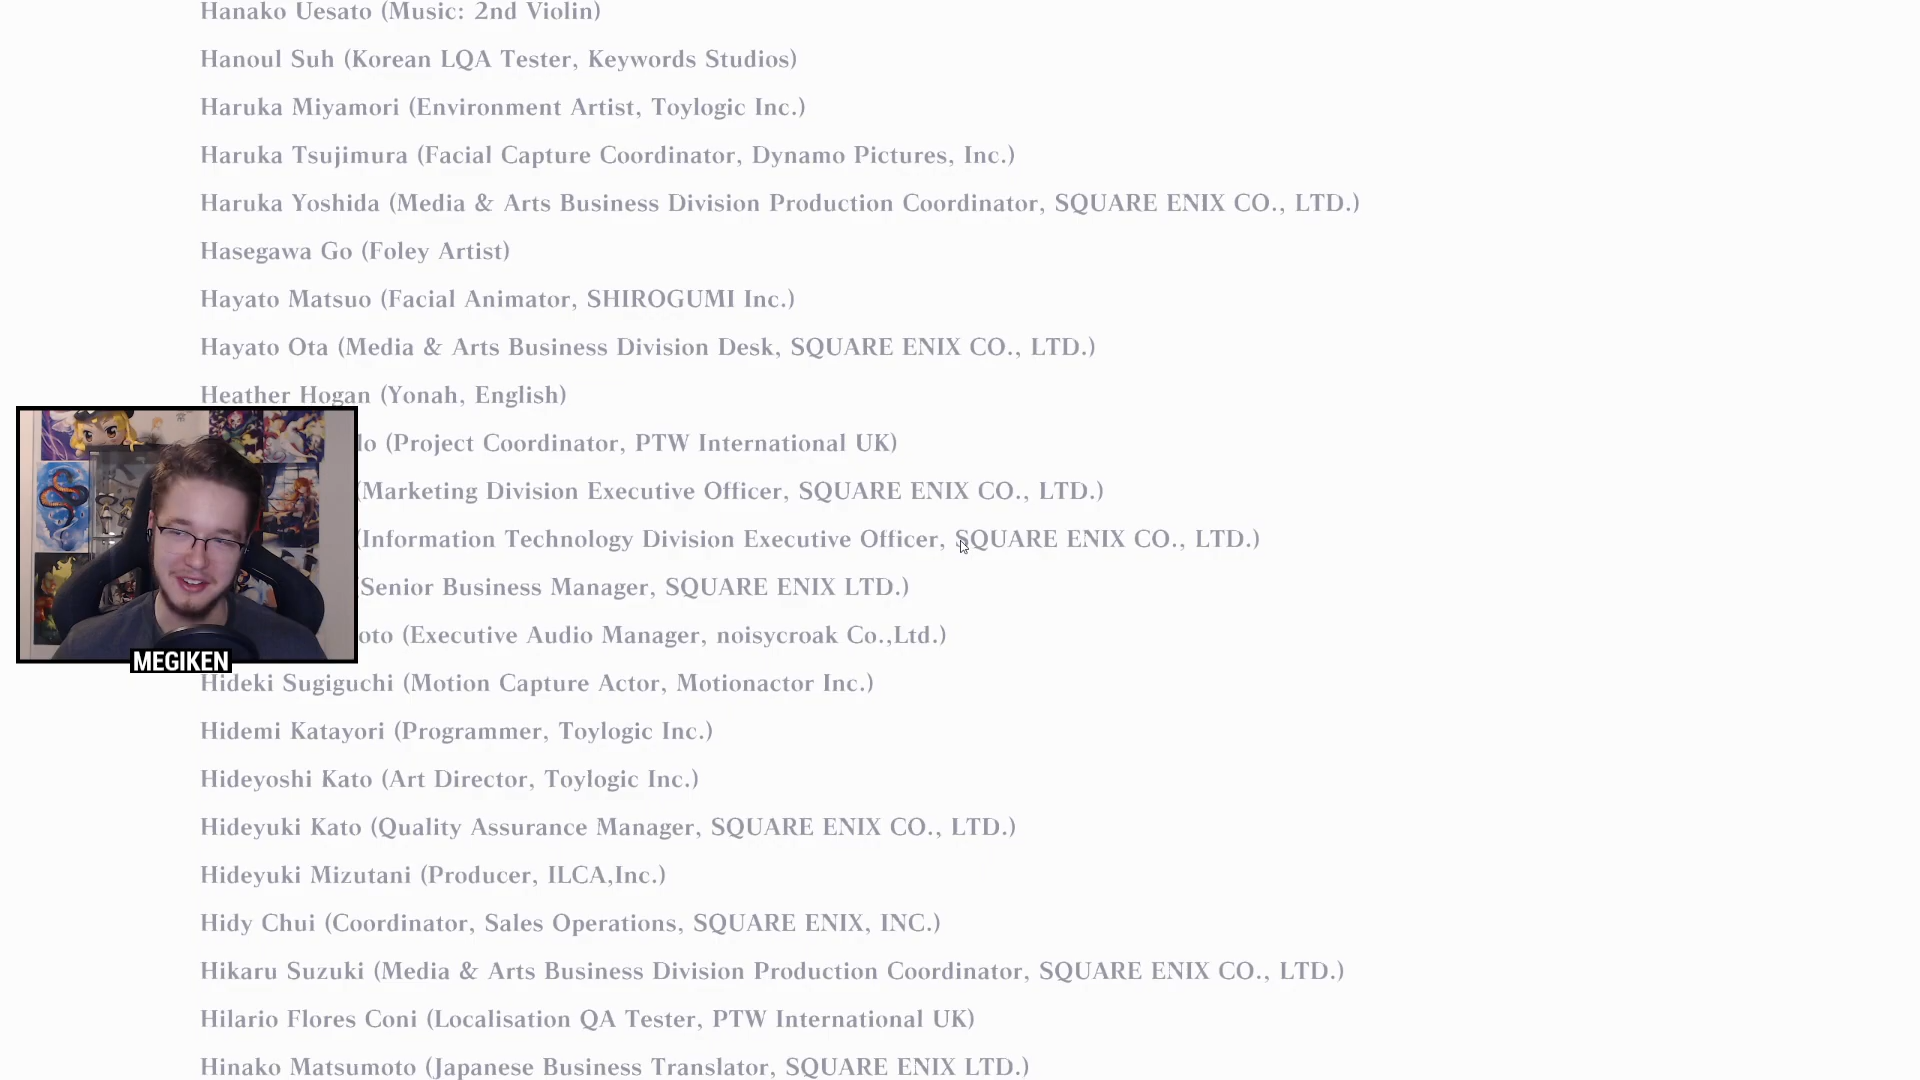 Hanako Uesato (Music: 2nd Violin)
Hanoul Suh (Korean LQA Tester, Keywords Studios)
Haruka Miyamori (Environment Artist, Toylogic Inc.)
Haruka Tsujimura (Facial Capture Coordinator, Dynamo Pictures, Inc.)
Haruka Yoshida (Media & Arts Business Division Production Coordinator, SQUARE ENIX CO., LTD.)
Hasegawa Go (Foley Artist)
Hayato Matsuo (Facial Animator, SHIROGUMI Inc.)
Hayato Ota (Media & Arts Business Division Desk, SQUARE ENIX CO., LTD.)
Heather Hogan (Yonah, English)
(Project Coordinator, PTW International UK)
(Marketing Division Executive Officer, SQUARE ENIX CO., LTD.)
(Information Technology Division Executive Officer, SQUARE ENIX CO., LTD.)
Senior Business Manager, SQUARE ENIX LTD.)
(Executive Audio Manager, noisycroak Co.,Ltd.)
MEGIKEN
Hideki Sugiguchi (Motion Capture Actor, Motionactor Inc.)
Hidemi Katayori (Programmer, Toylogic Inc.)
Hideyoshi Kato (Art Director, Toylogic Inc.)
Hideyuki Kato (Quality Assurance Manager, SQUARE ENIX CO., LTD.)
Hideyuki Mizutani (Producer, ILCA,Inc.)
Hidy Chui (Coordinator, Sales Operations, SQUARE ENIX, INC.)
Hikaru Suzuki (Media & Arts Business Division Production Coordinator, SQUARE ENIX CO., LTD.)
Hilario Flores Coni (Localisation QA Tester, PTW International UK)
Hinako Matsumoto (Japanese Business Translator, SQUARE ENIX LTD.)